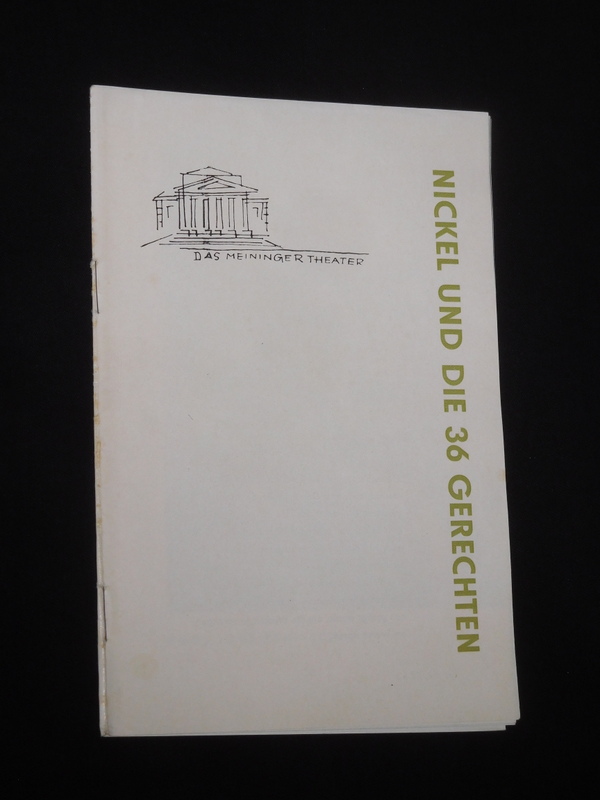 DAS MEININGER THEATER
NICKEL UND DIE 36 GERECHTEN